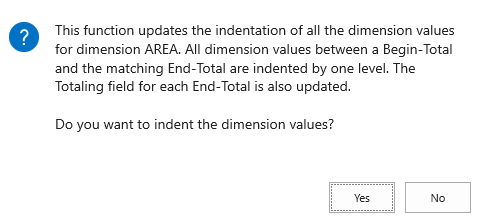 This function updates the indentation of all the dimension values
for dimension AREA. All dimension values between a Begin-Total
and the matching End-Total are indented by one level. The
Totaling field for each End-Total is also updated.
Do you want to indent the dimension values?
Yes
No